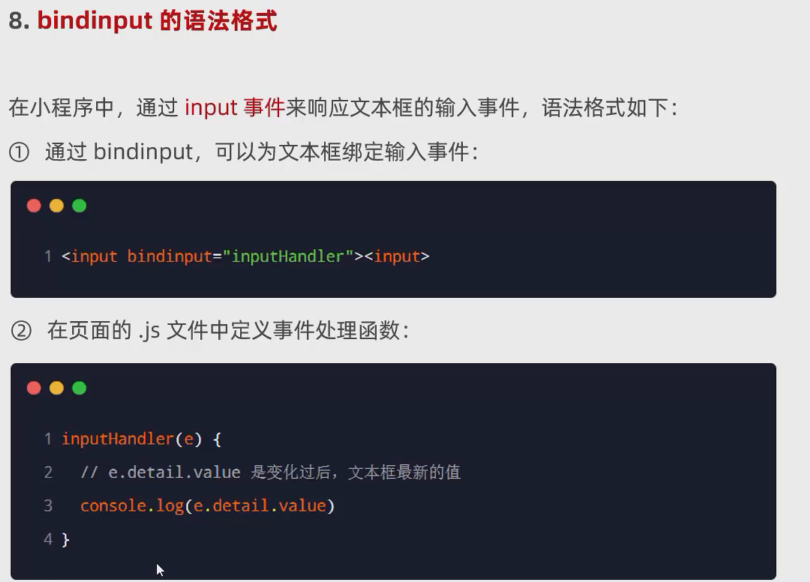 8. bindinput 的语法格式
在小程序中，通过 input 事件来响应文本框的输入事件，语法格式如下：
① 通过 bindinput，可以为文本框绑定输入事件：
1 <input bindinput="inputHandler"><input>
② 在页面的 .js 文件中定义事件处理函数：
1 inputHandler(e) {
2   // e.detail.value 是变化过后，文本框最新的值
3   console.log(e.detail.value)
4 }